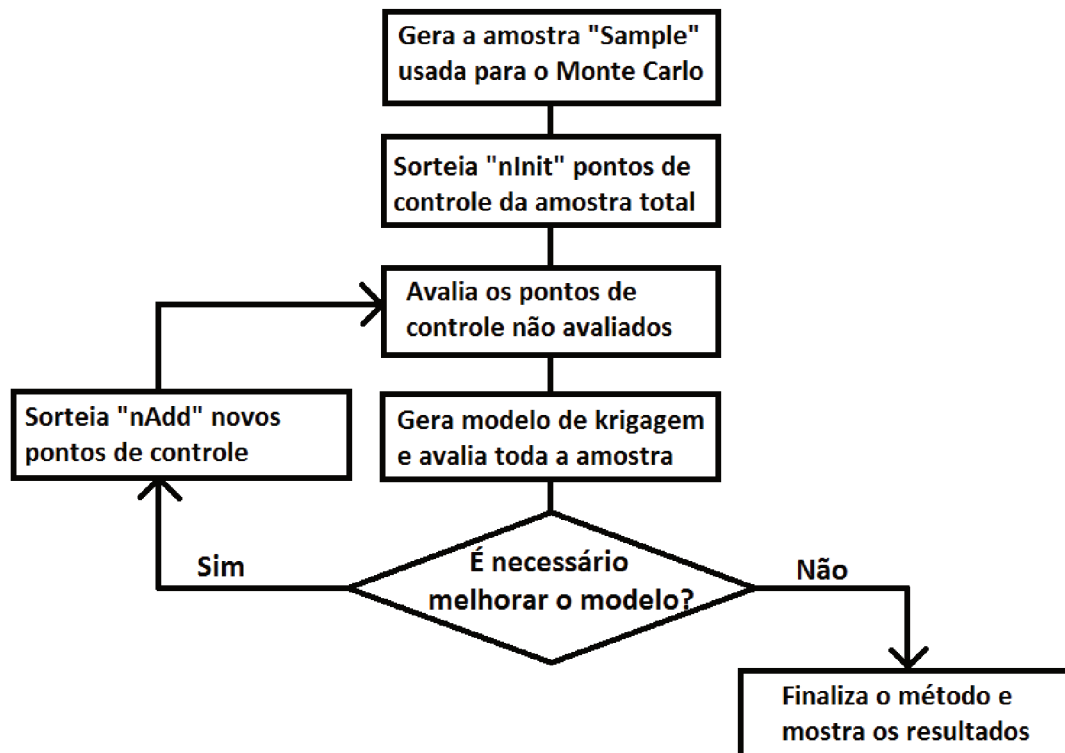 Gera a amostra "Sample"
usada para o Monte Carlo
Sorteia "nInit" pontos de
controle da amostra total
Avalia os pontos de
controle não avaliados
Sorteia "nAdd" novos
pontos de controle
Gera modelo de krigagem
e avalia toda a amostra
Sim
É necessário
melhorar o modelo?
Não
Finaliza o método e
mostra os resultados